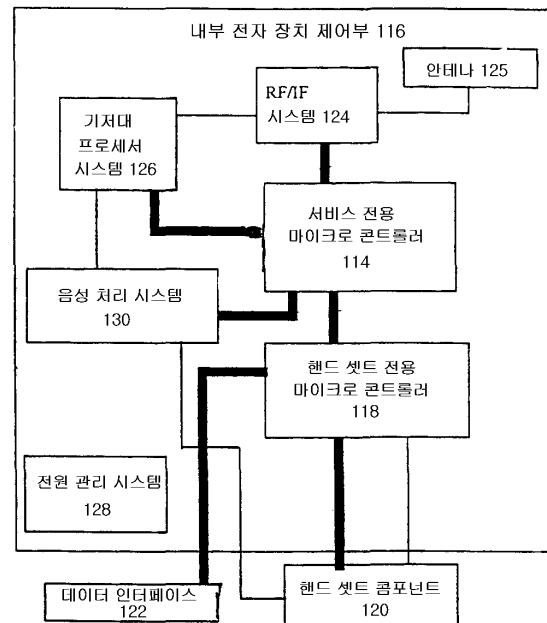 내부 전자 장치 제어부 116
안테나 125
RF/IF
시스템 124
기저대
프로세서
시스템 126
서비스 전용
마이크로 콘트롤러
114
음성 처리 시스템
130
핸드 셋트 전용
마이크로 콘트롤러
118
전원 관리 시스템
128
데이터 인터페이스
122
핸드 셋트 콤포넌트
120